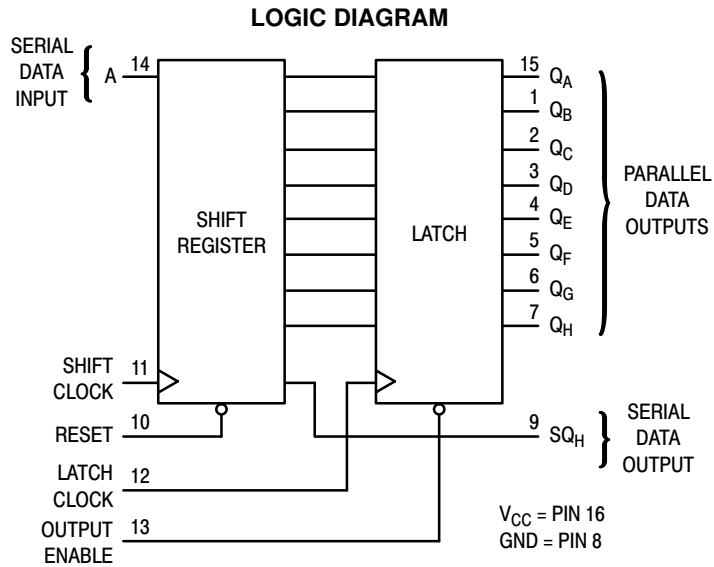 LOGIC DIAGRAM
SERIAL
DATA
INPUT
A
14
SHIFT
REGISTER
LATCH
15 QA
1 QB
2 QC
3 QD
4 QE
5 QF
6 QG
7 QH
PARALLEL
DATA
OUTPUTS
SHIFT
CLOCK
11
RESET
10
LATCH
CLOCK
12
OUTPUT
ENABLE
13
9 SQH
SERIAL
DATA
OUTPUT
VCC = PIN 16
GND = PIN 8